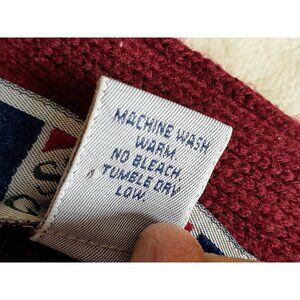 MACHINE WASH
WARM.
NO BLEACH.
TUMBLE DRY
LOW.